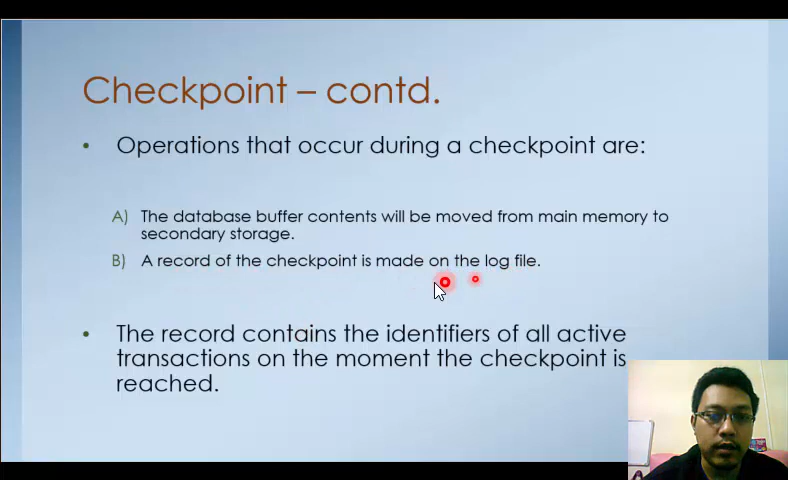 Checkpoint – contd.
• Operations that occur during a checkpoint are:
A) The database buffer contents will be moved from main memory to
secondary storage.
B) A record of the checkpoint is made on the log file.
• The record contains the identifiers of all active
transactions on the moment the checkpoint is
reached.